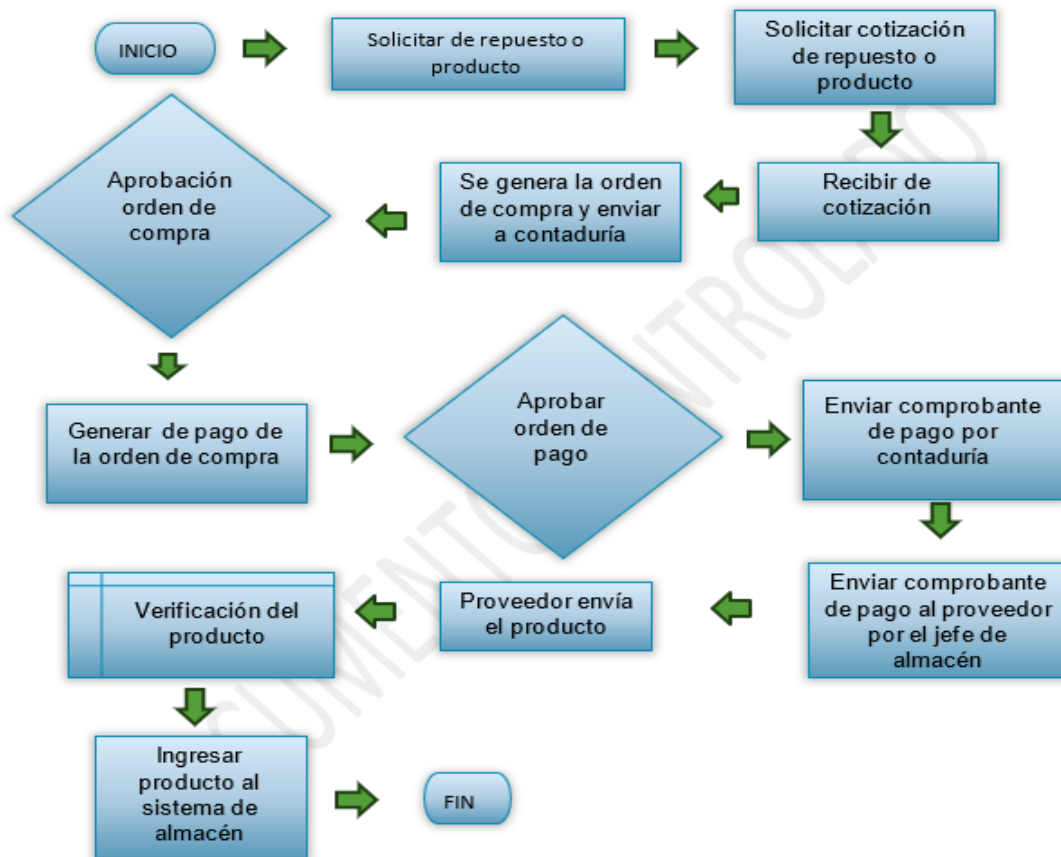 INICIO
Solicitar de repuesto o
producto
Solicitar cotización
de repuesto o
producto
Recibir de
cotización
Se genera la orden
de compra y enviar
a contaduría
Aprobación
orden de
compra
Generar de pago de
la orden de compra
Aprobar
orden de
pago
Enviar comprobante
de pago por
contaduría
Enviar comprobante
de pago al proveedor
por el jefe de
almacén
Proveedor envía
el producto
Verificación del
producto
Ingresar
producto al
sistema de
almacén
FIN